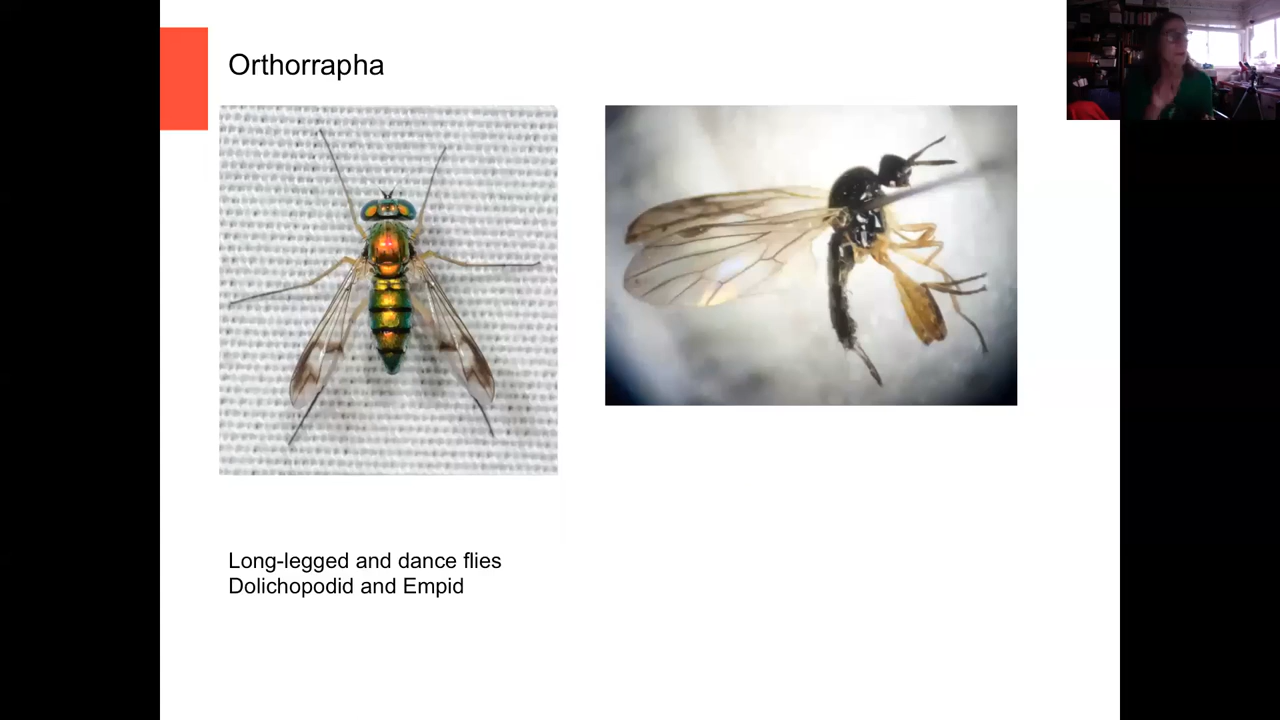 Orthorrapha
Long-legged and dance flies
Dolichopodid and Empid